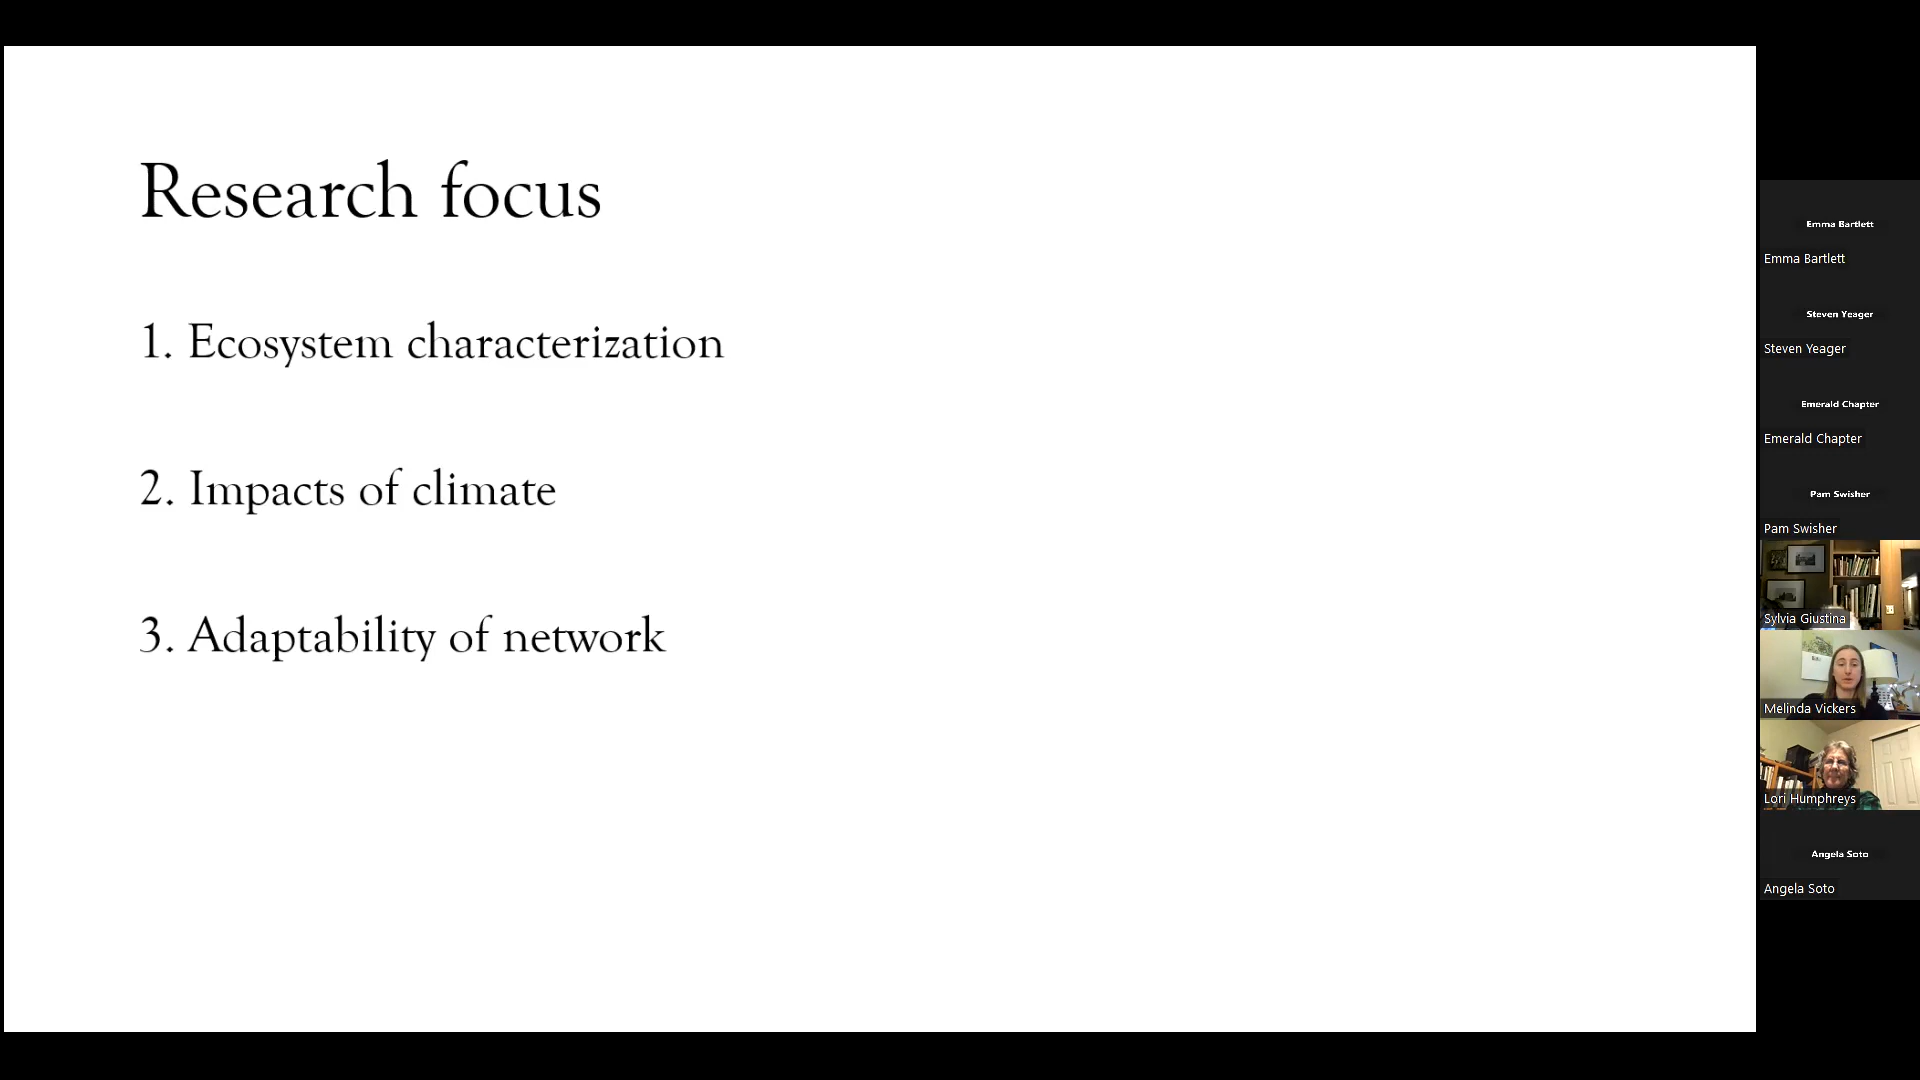 Research focus
1. Ecosystem characterization
2. Impacts of climate
3. Adaptability of network
Emma Bartlett
Emma Bartlett
Steven Yeager
Steven Yeager
Emerald Chapter
Emerald Chapter
Pam Swisher
Pam Swisher
Sylvia Giustina
Melinda Vickers
Lori Humphreys
Angela Soto
Angela Soto